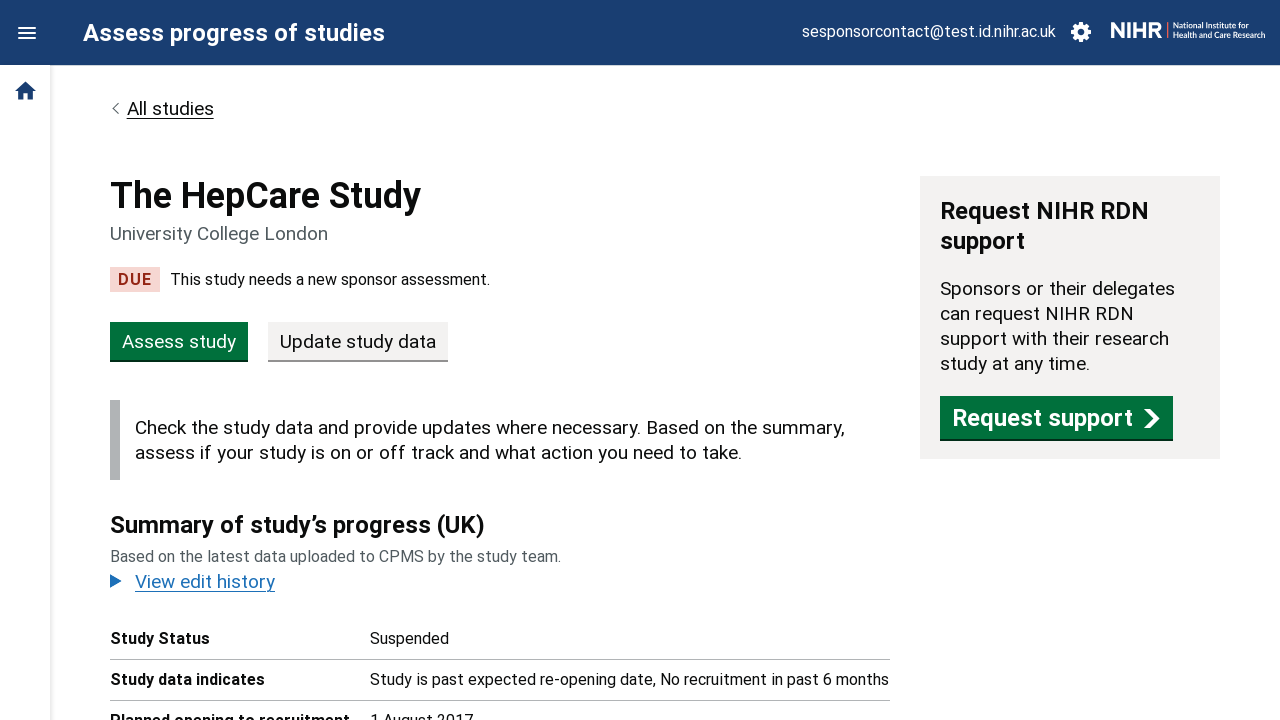 Assess progress of studies
sesponsorcontact@test.id.nihr.ac.uk
NIHR | National Institute for
Health and Care Research
All studies
The HepCare Study
University College London
DUE This study needs a new sponsor assessment.
Assess study
Update study data
Check the study data and provide updates where necessary. Based on the summary,
assess if your study is on or off track and what action you need to take.
Summary of study’s progress (UK)
Based on the latest data uploaded to CPMS by the study team.
View edit history
Study Status Suspended
Study data indicates Study is past expected re-opening date, No recruitment in past 6 months
Planned opening to recruitment 1 August 2017
Request NIHR RDN
support
Sponsors or their delegates
can request NIHR RDN
support with their research
study at any time.
Request support